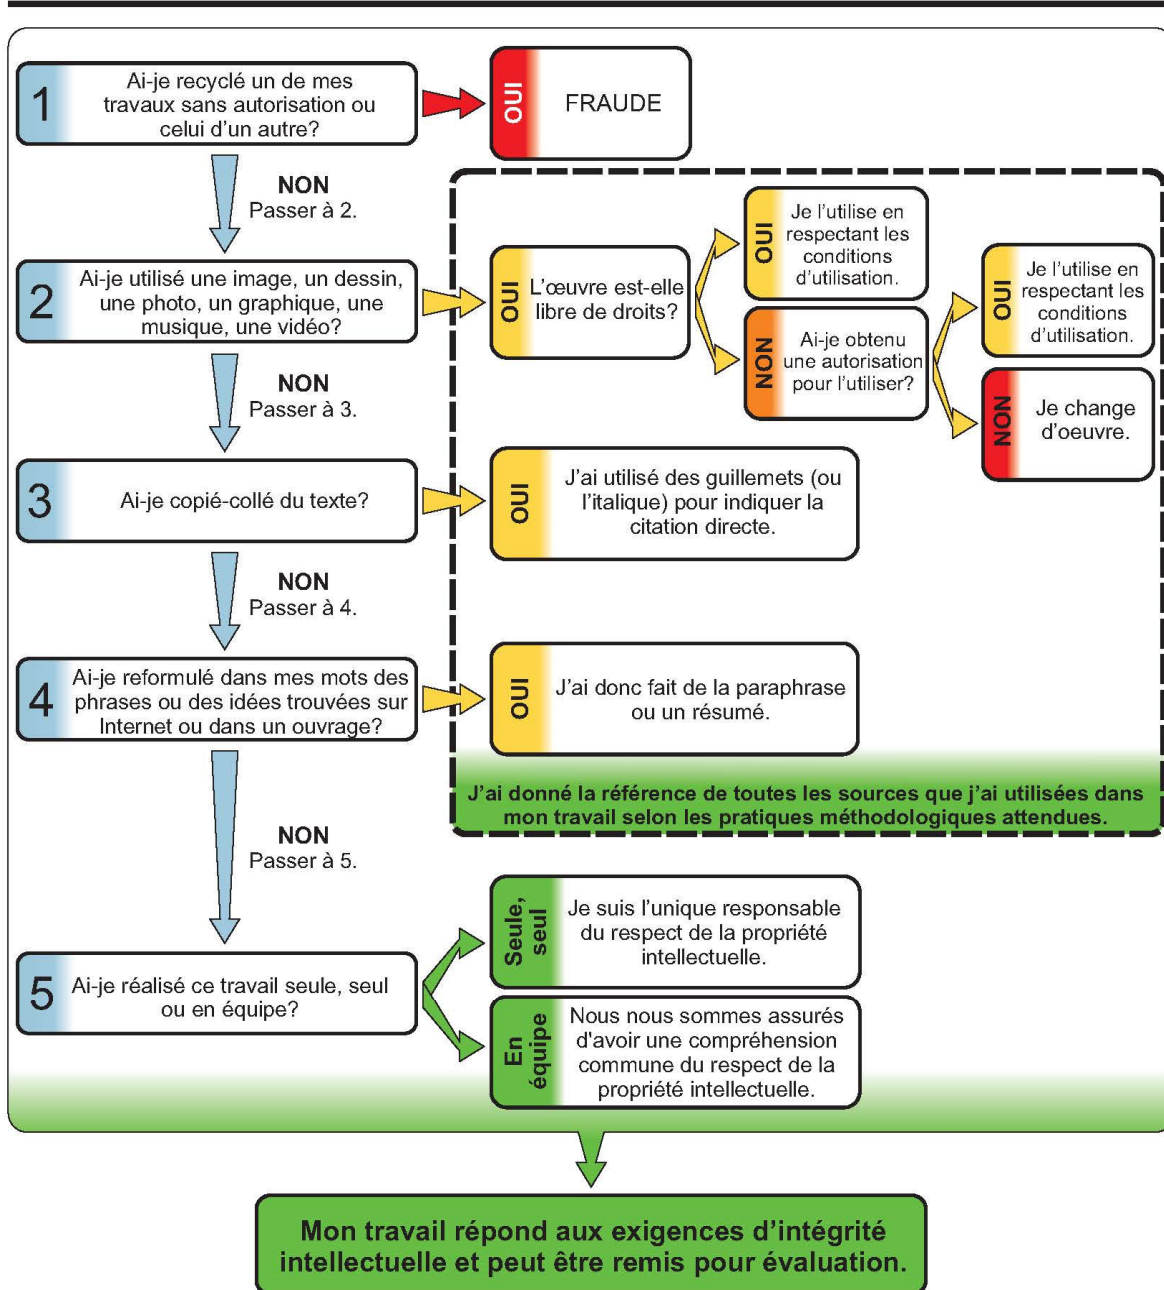 1
Ai-je recyclé un de mes
travaux sans autorisation ou
celui d'un autre?
OUI
FRAUDE
NON
Passer à 2.
2
Ai-je utilisé une image, un dessin,
une photo, un graphique, une
musique, une vidéo?
OUI
L'œuvre est-elle
libre de droits?
OUI
Je l'utilise en
respectant les
conditions
d'utilisation.
NON
Ai-je obtenu
une autorisation
pour l'utiliser?
OUI
Je l'utilise en
respectant les
conditions
d'utilisation.
NON
Je change
d'oeuvre.
NON
Passer à 3.
3
Ai-je copié-collé du texte?
OUI
J'ai utilisé des guillemets (ou
l'italique) pour indiquer la
citation directe.
NON
Passer à 4.
4
Ai-je reformulé dans mes mots des
phrases ou des idées trouvées sur
Internet ou dans un ouvrage?
OUI
J'ai donc fait de la paraphrase
ou un résumé.
J'ai donné la référence de toutes les sources que j'ai utilisées dans
mon travail selon les pratiques méthodologiques attendues.
NON
Passer à 5.
5
Ai-je réalisé ce travail seule, seul
ou en équipe?
Seule,
seul
Je suis l'unique responsable
du respect de la propriété
intellectuelle.
En
équipe
Nous nous sommes assurés
d'avoir une compréhension
commune du respect de la
propriété intellectuelle.
Mon travail répond aux exigences d'intégrité
intellectuelle et peut être remis pour évaluation.